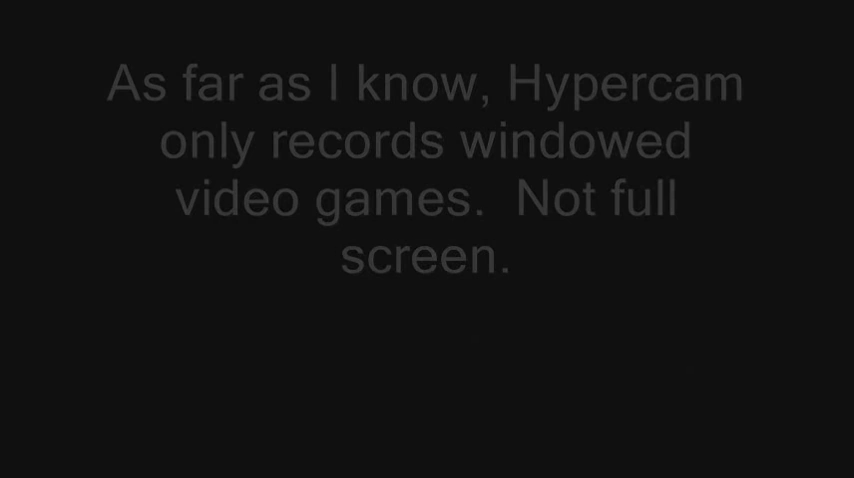 As far as I know, Hypercam
only records windowed
video games.  Not full
screen.